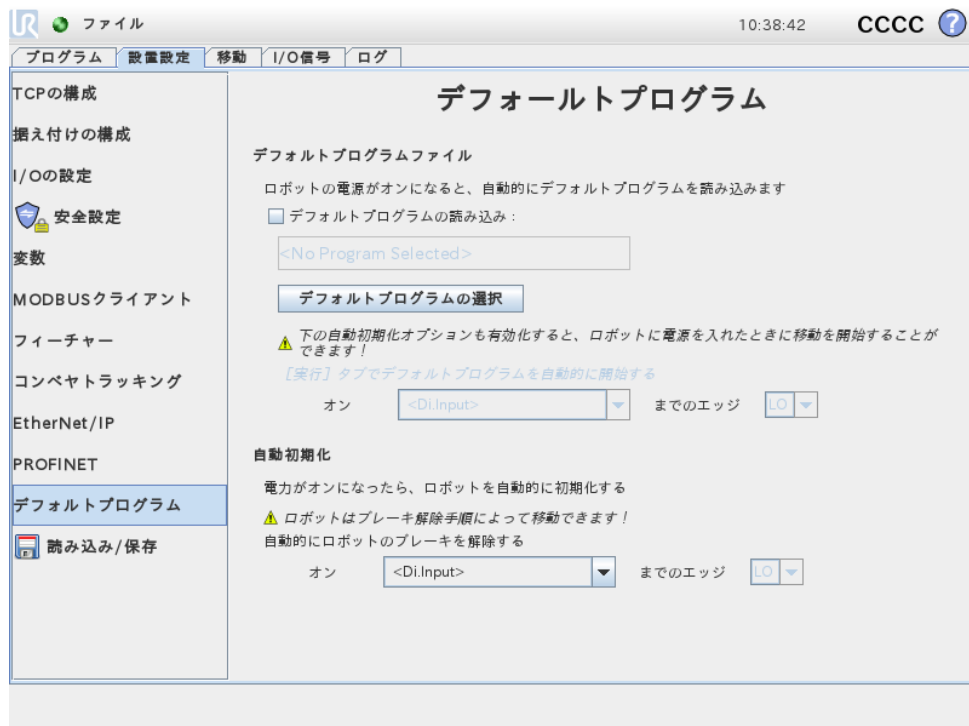 UR ファイル 10:38:42 CCCC ?
プログラム 設置設定 移動 I/O信号 ログ
TCPの構成
据え付けの構成
I/Oの設定
安全設定
変数
MODBUSクライアント
フィーチャー
コンベヤトラッキング
EtherNet/IP
PROFINET
デフォルトプログラム
読み込み/保存
デフォールトプログラム
デフォルトプログラムファイル
ロボットの電源がオンになると、自動的にデフォルトプログラムを読み込みます
デフォルトプログラムの読み込み:
<No Program Selected>
デフォルトプログラムの選択
下の自動初期化オプションも有効化すると、ロボットに電源を入れたときに移動を開始することが
できます!
[実行] タブでデフォルトプログラムを自動的に開始する
オン <Di.Input> までのエッジ LO
自動初期化
電力がオンになったら、ロボットを自動的に初期化する
ロボットはブレーキ解除手順によって移動できます!
自動的にロボットのブレーキを解除する
オン <Di.Input> までのエッジ LO